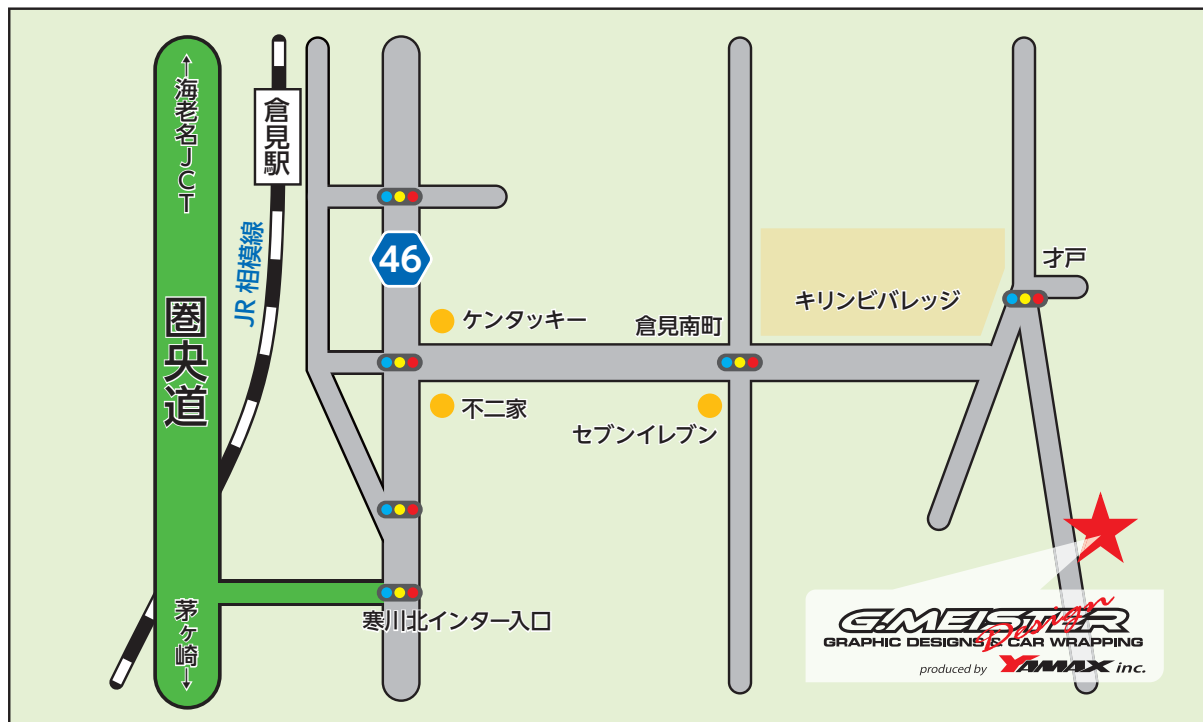 ←海老名JCT
圏央道
茅ヶ崎→
倉見駅
JR 相模線
46
ケンタッキー
不二家
寒川北インター入口
倉見南町
セブンイレブン
キリンビバレッジ
才戸
G.MEISTER
Design
GRAPHIC DESIGNS & CAR WRAPPING
produced by YAMAX inc.